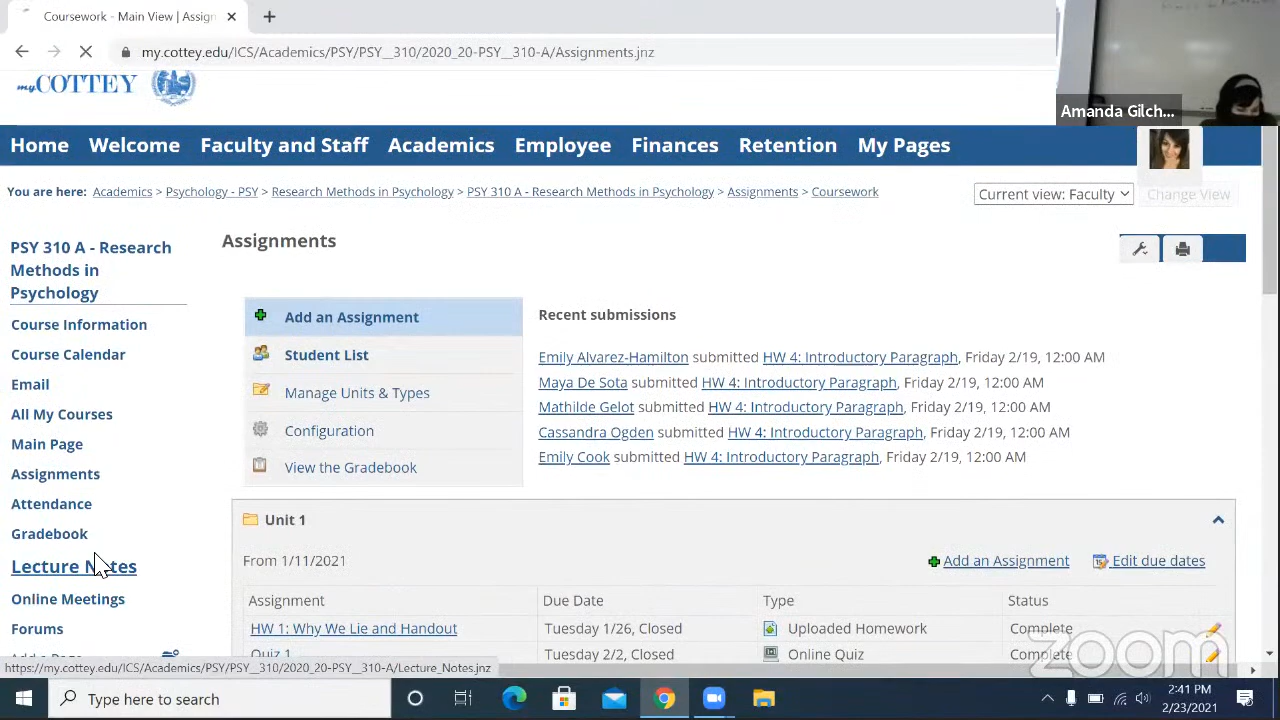 Coursework - Main View | Assign
my.cottey.edu/ICS/Academics/PSY/PSY__310/2020_20-PSY__310-A/Assignments.jnz
Amanda Gilch...
myCOTTEY
Home Welcome Faculty and Staff Academics Employee Finances Retention My Pages
You are here: Academics > Psychology - PSY > Research Methods in Psychology > PSY 310 A - Research Methods in Psychology > Assignments > Coursework
Current view: Faculty Change View
PSY 310 A - Research
Methods in
Psychology
Course Information
Course Calendar
Email
All My Courses
Main Page
Assignments
Attendance
Gradebook
Lecture Notes
Online Meetings
Forums
Add a Page
Assignments
Add an Assignment
Student List
Manage Units & Types
Configuration
View the Gradebook
Recent submissions
Emily Alvarez-Hamilton submitted HW 4: Introductory Paragraph, Friday 2/19, 12:00 AM
Maya De Sota submitted HW 4: Introductory Paragraph, Friday 2/19, 12:00 AM
Mathilde Gelot submitted HW 4: Introductory Paragraph, Friday 2/19, 12:00 AM
Cassandra Ogden submitted HW 4: Introductory Paragraph, Friday 2/19, 12:00 AM
Emily Cook submitted HW 4: Introductory Paragraph, Friday 2/19, 12:00 AM
Unit 1
From 1/11/2021 Add an Assignment Edit due dates
Assignment Due Date Type Status
HW 1: Why We Lie and Handout Tuesday 1/26, Closed Uploaded Homework Complete
Quiz 1 Tuesday 2/2, Closed Online Quiz
zoom
https://my.cottey.edu/ICS/Academics/PSY/PSY__310/2020_20-PSY__310-A/Lecture_Notes.jnz
Type here to search
2:41 PM
2/23/2021